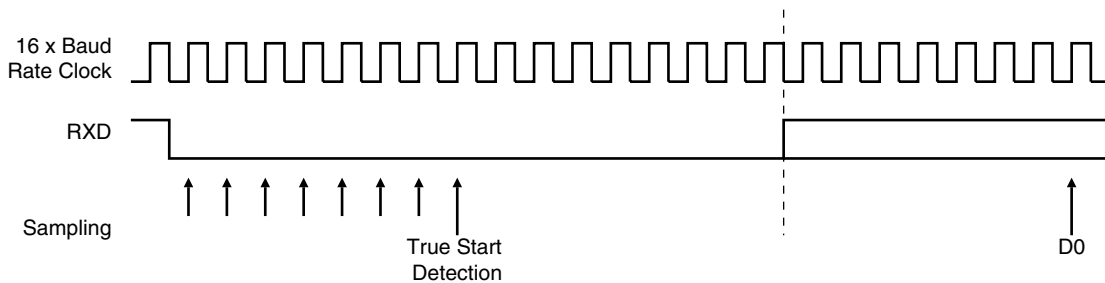 16 x Baud
Rate Clock
RXD
Sampling
True Start
Detection
D0